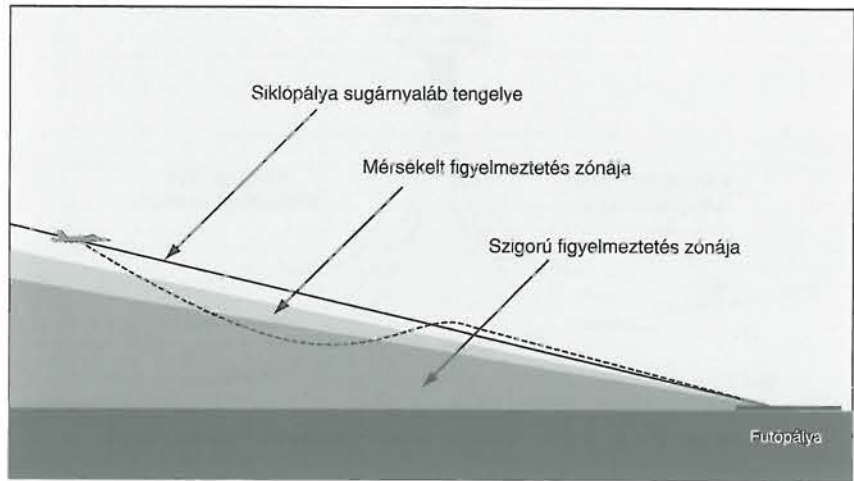 Siklópálya sugárnyaláb tengelye
Mérsékelt figyelmeztetés zónája
Szigorú figyelmeztetés zónája
Futópálya